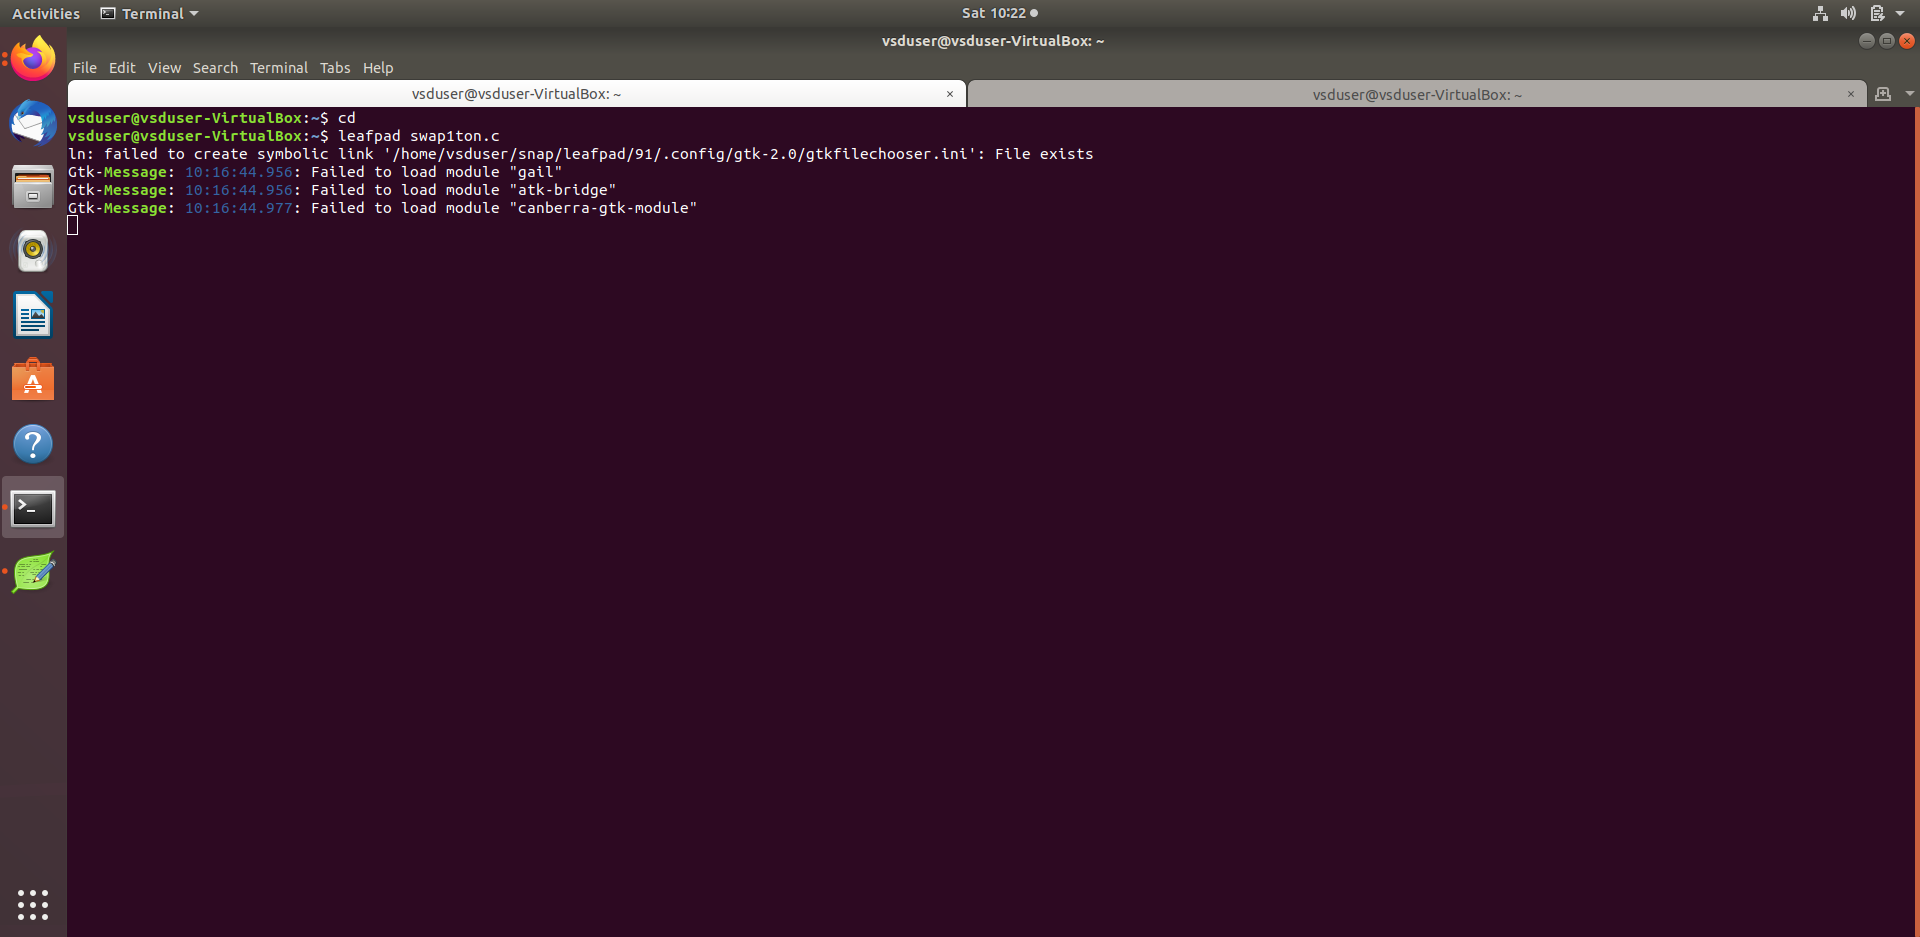 Activities Terminal Sat 10:22
vsduser@vsduser-VirtualBox: ~
File Edit View Search Terminal Tabs Help
vsduser@vsduser-VirtualBox: ~ × vsduser@vsduser-VirtualBox: ~ ×
vsduser@vsduser-VirtualBox:~$ cd
vsduser@vsduser-VirtualBox:~$ leafpad swap1ton.c
ln: failed to create symbolic link '/home/vsduser/snap/leafpad/91/.config/gtk-2.0/gtkfilechooser.ini': File exists
Gtk-Message: 10:16:44.956: Failed to load module "gail"
Gtk-Message: 10:16:44.956: Failed to load module "atk-bridge"
Gtk-Message: 10:16:44.977: Failed to load module "canberra-gtk-module"